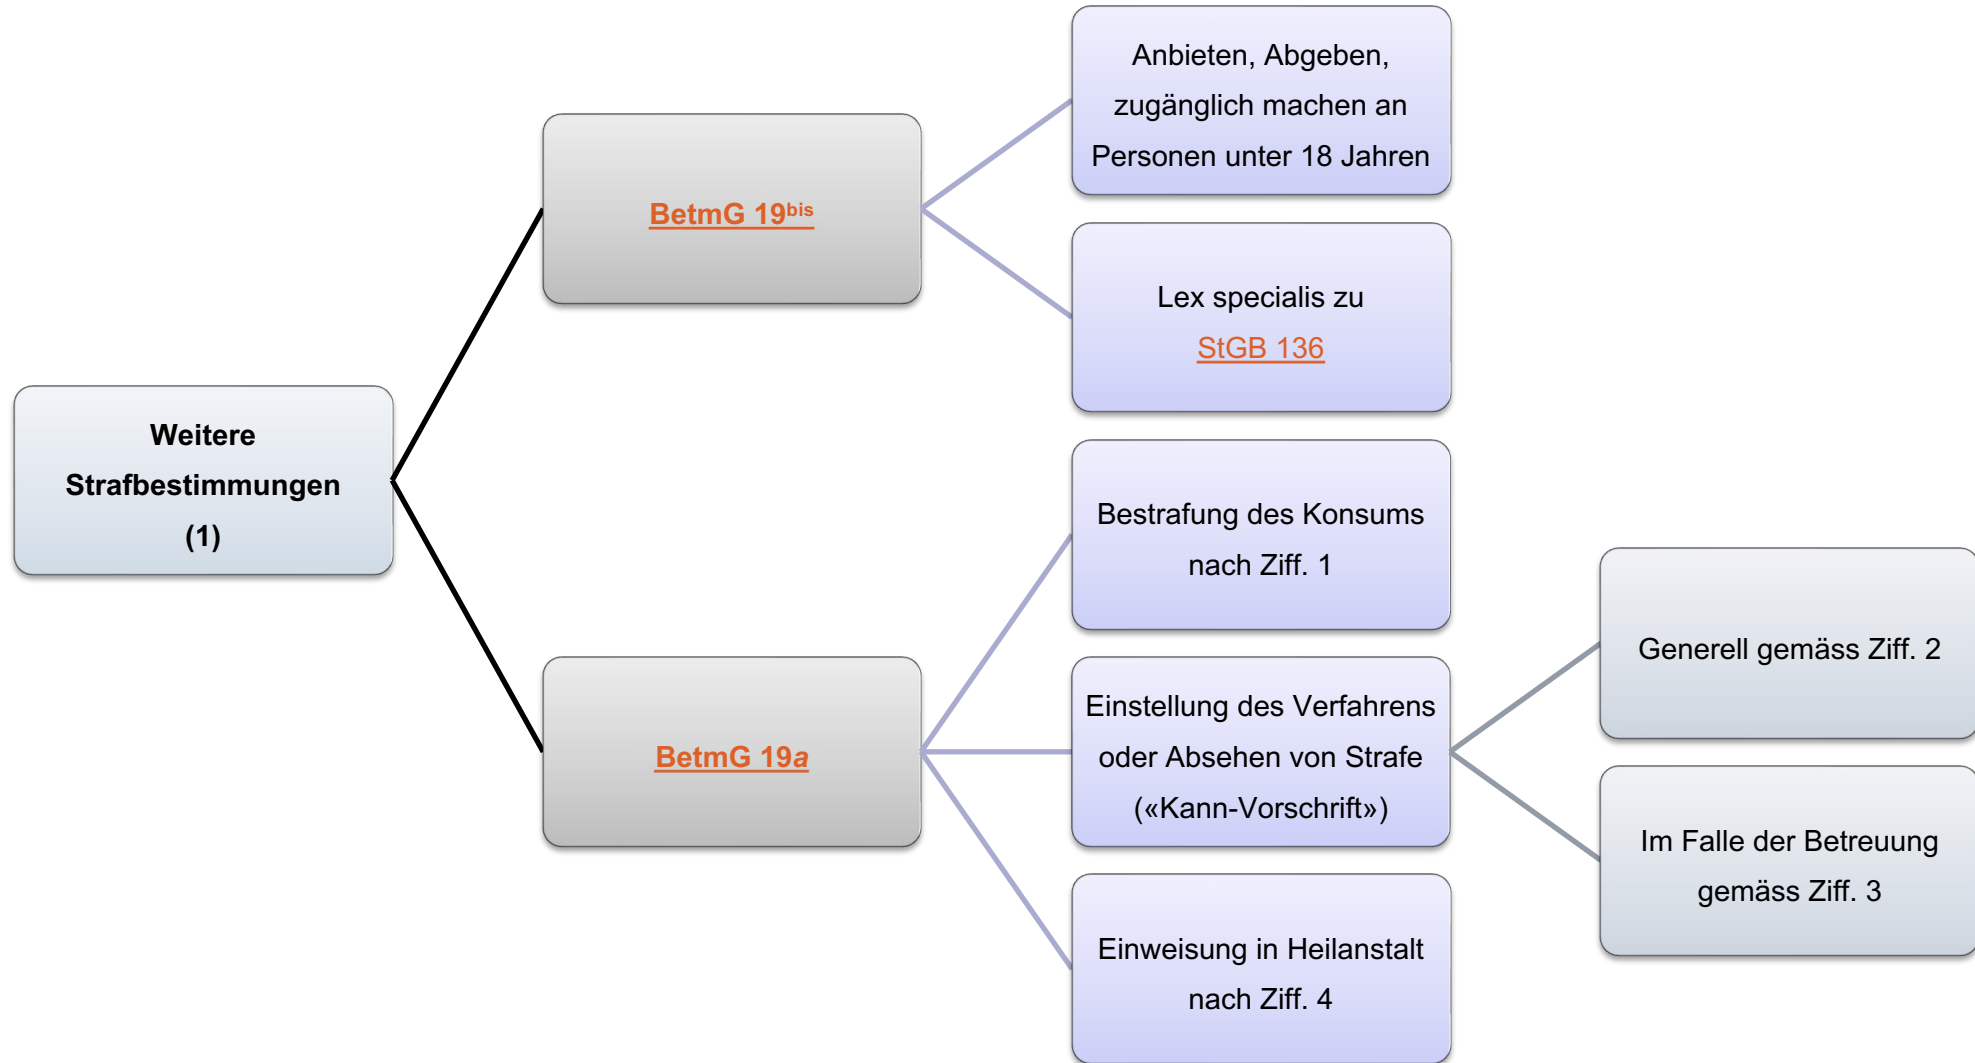 Weitere
Strafbestimmungen
(1)
BetmG 19bis
Anbieten, Abgeben,
zugänglich machen an
Personen unter 18 Jahren
Lex specialis zu
StGB 136
BetmG 19a
Bestrafung des Konsums
nach Ziff. 1
Einstellung des Verfahrens
oder Absehen von Strafe
(«Kann-Vorschrift»)
Generell gemäss Ziff. 2
Im Falle der Betreuung
gemäss Ziff. 3
Einweisung in Heilanstalt
nach Ziff. 4